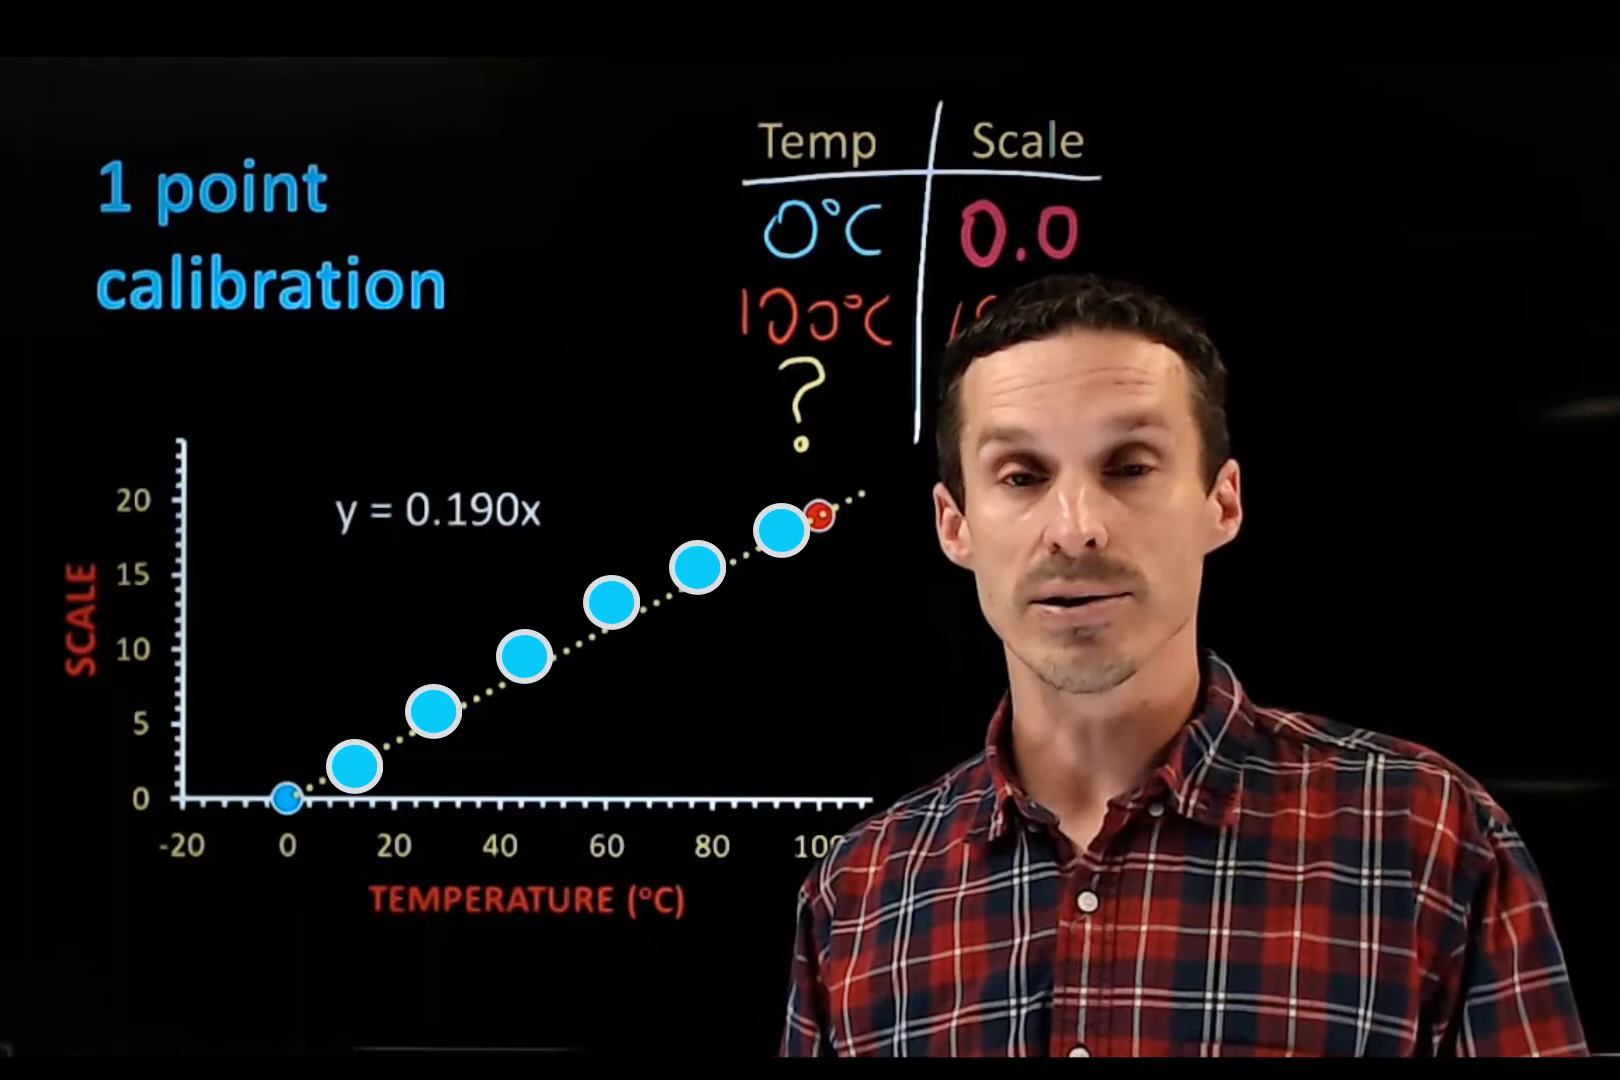 1 point
calibration
Temp Scale
0°C 0.0
100°C
?
y = 0.190x
20
15
10
5
0
SCALE
-20 0 20 40 60 80 100
TEMPERATURE (°C)